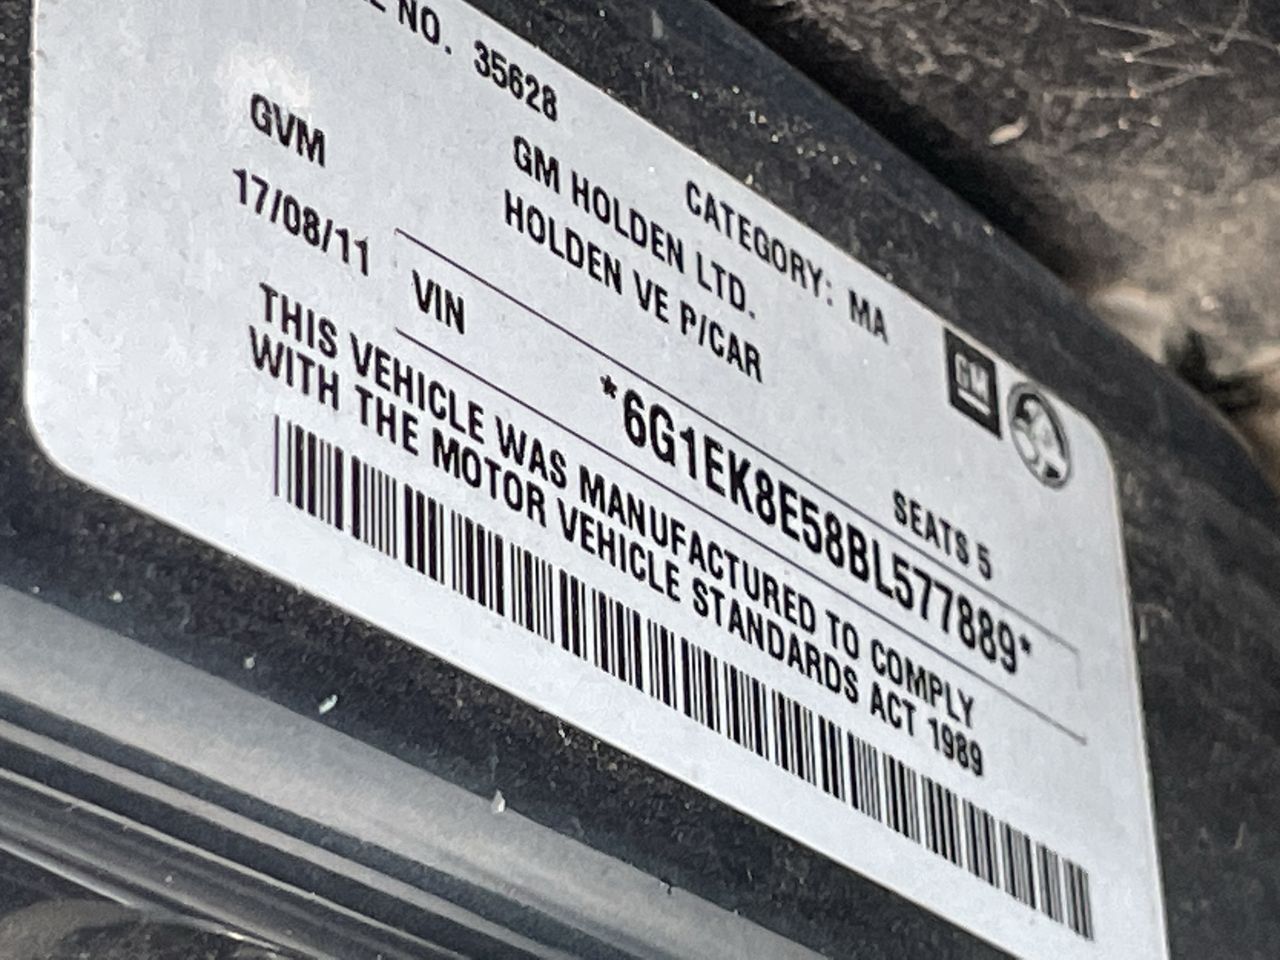 NO. 35628
CATEGORY: MA
GM HOLDEN LTD.
GVM
HOLDEN VE P/CAR
17/08/11
SEATS 5
VIN *6G1EK8E58BL577889*
THIS VEHICLE WAS MANUFACTURED TO COMPLY
WITH THE MOTOR VEHICLE STANDARDS ACT 1989
GM